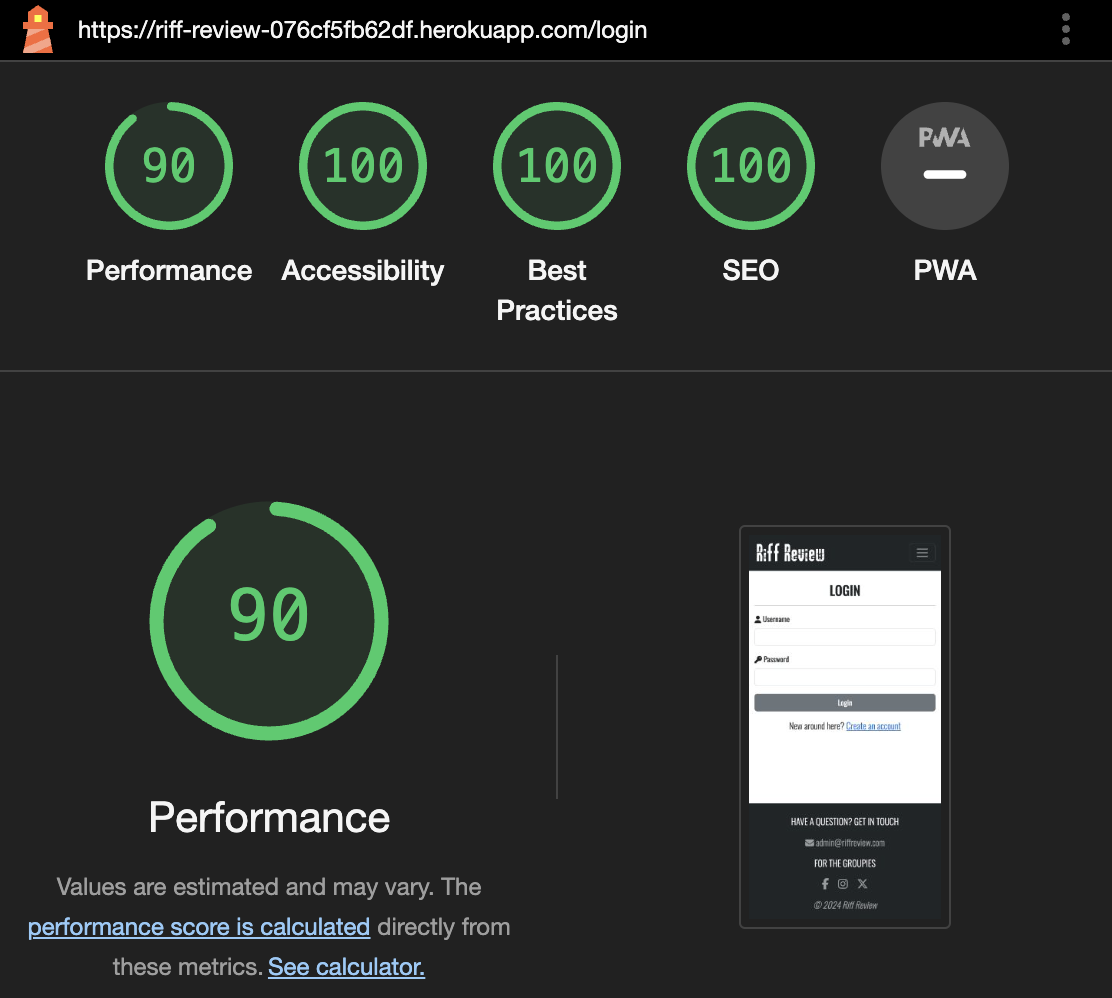 https://riff-review-076cf5fb62df.herokuapp.com/login
90
100
100
100
PWA
Performance
Accessibility
Best
Practices
SEO
PWA
90
Performance
Values are estimated and may vary. The
performance score is calculated directly from
these metrics. See calculator.
Riff Review
LOGIN
Username
Password
Login
New around here? Create an account
HAVE A QUESTION? GET IN TOUCH
admin@riffreview.com
FOR THE GROUPIES
© 2024 Riff Review